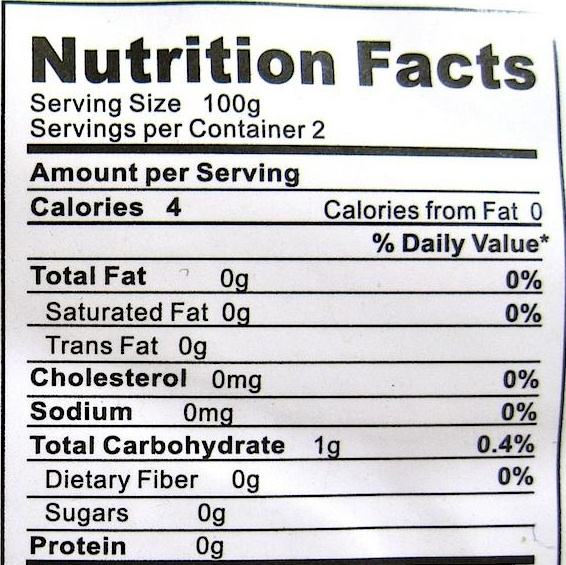 Nutrition Facts
Serving Size 100g
Servings per Container 2
Amount per Serving
Calories 4 Calories from Fat 0
% Daily Value*
Total Fat 0g 0%
Saturated Fat 0g 0%
Trans Fat 0g
Cholesterol 0mg 0%
Sodium 0mg 0%
Total Carbohydrate 1g 0.4%
Dietary Fiber 0g 0%
Sugars 0g
Protein 0g